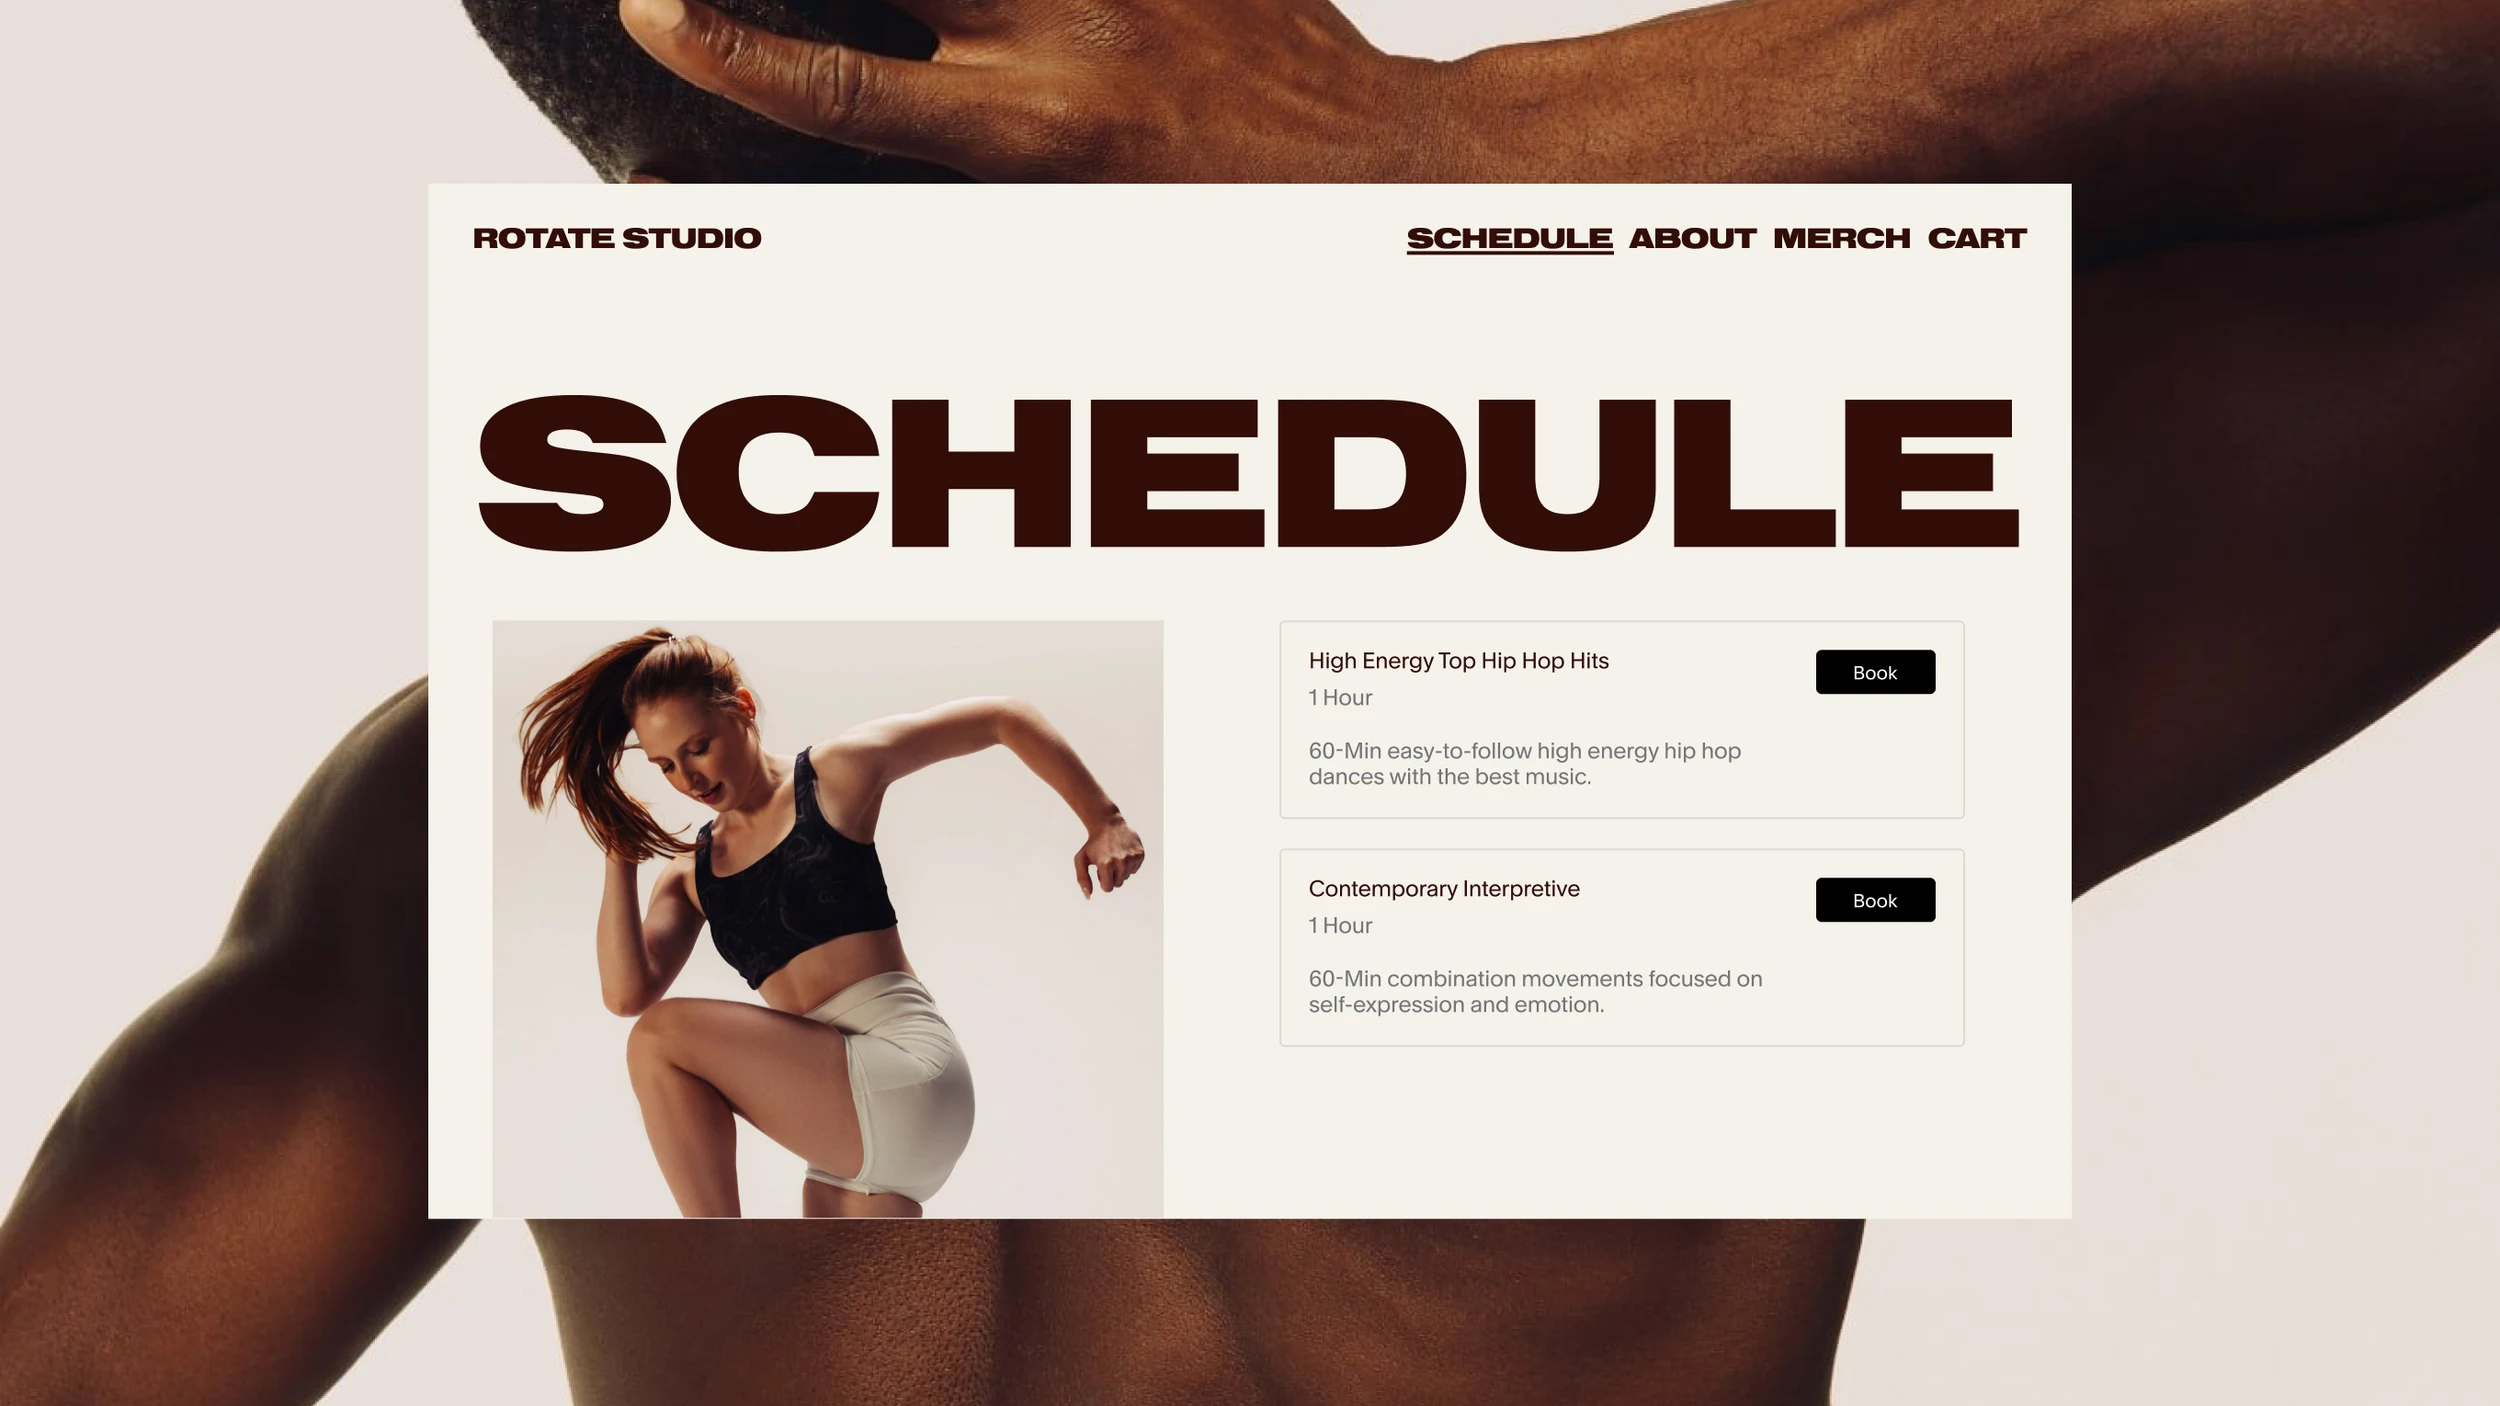 ROTATE STUDIO
SCHEDULE ABOUT MERCH CART
SCHEDULE
High Energy Top Hip Hop Hits
Book
1 Hour
60-Min easy-to-follow high energy hip hop
dances with the best music.
Contemporary Interpretive
Book
1 Hour
60-Min combination movements focused on
self-expression and emotion.